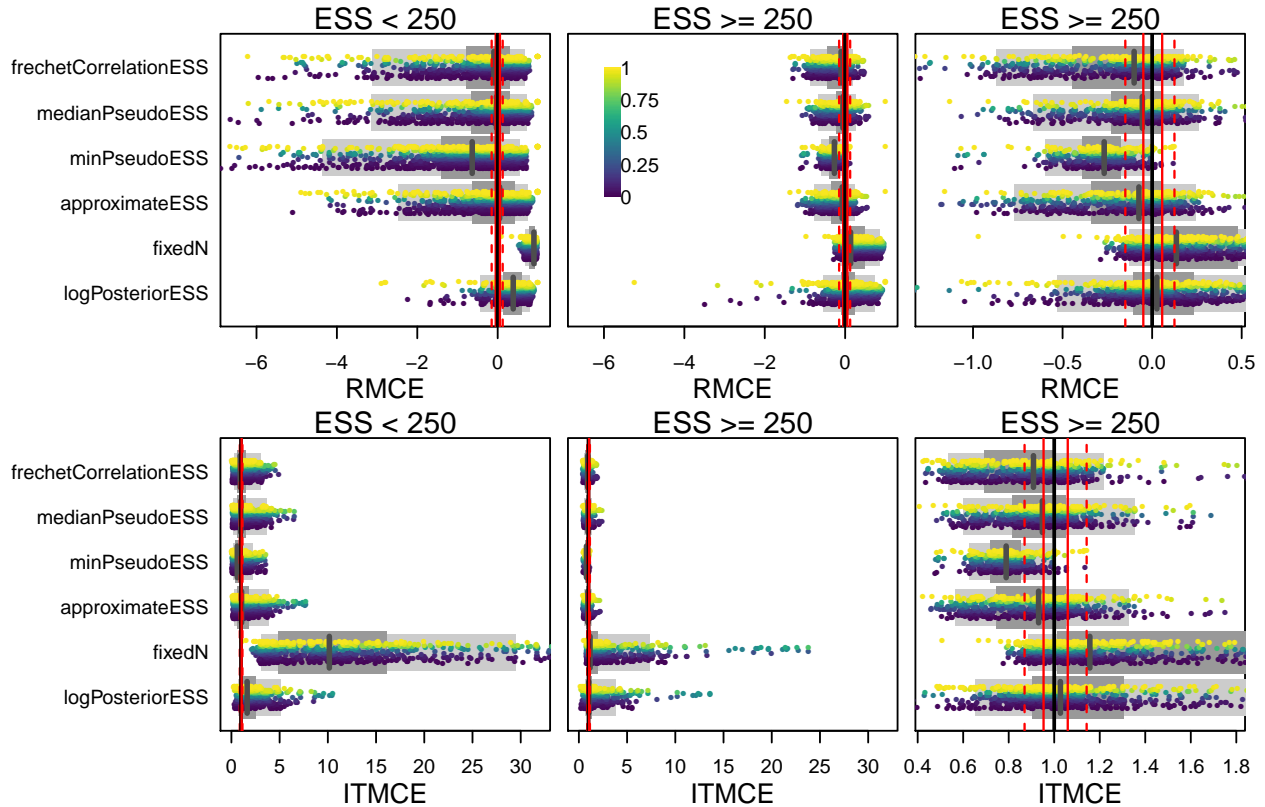 ESS < 250 ESS >= 250 ESS >= 250
frechetCorrelationESS
medianPseudoESS
minPseudoESS
approximateESS
fixedN
logPosteriorESS
1
0.75
0.5
0.25
0
−6 −4 −2 0 −6 −4 −2 0 −1.0 −0.5 0.0 0.5
RMCE RMCE RMCE
ESS < 250 ESS >= 250 ESS >= 250
frechetCorrelationESS
medianPseudoESS
minPseudoESS
approximateESS
fixedN
logPosteriorESS
0 5 10 15 20 25 30 0 5 10 15 20 25 30 0.4 0.6 0.8 1.0 1.2 1.4 1.6 1.8
ITMCE ITMCE ITMCE